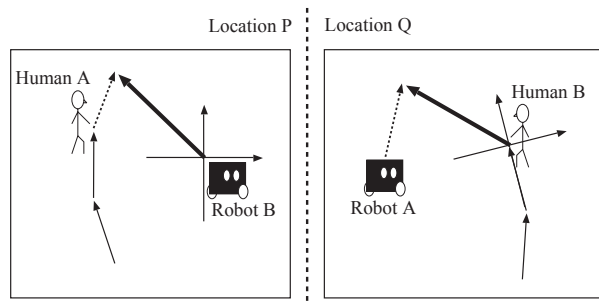 Location P
Location Q
Human A
Human B
Robot B
Robot A